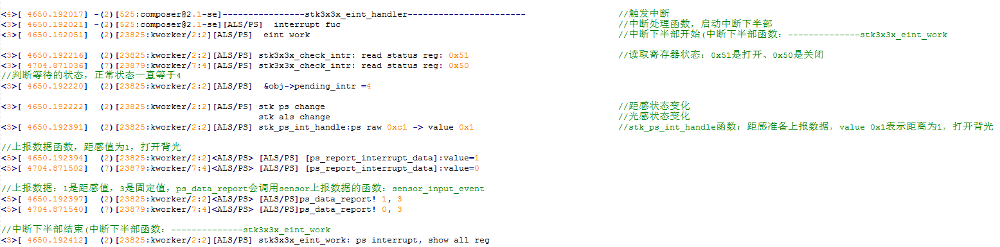 <4>[ 4650.192017] -(2)[525:composer@2.1-se]----------------stk3x3x_eint_handler----------------------- //触发中断
<3>[ 4650.192021] -(2)[525:composer@2.1-se][ALS/PS]  interrupt fuc //中断处理函数，启动中断下半部
<3>[ 4650.192051]  (2)[23825:kworker/2:2][ALS/PS]  eint work //中断下半部开始(中断下半部函数：--------------stk3x3x_eint_work
<3>[ 4650.192216]  (2)[23825:kworker/2:2][ALS/PS] stk3x3x_check_intr: read status reg: 0x51 //读取寄存器状态：0x51是打开、0x50是关闭
<3>[ 4704.871036]  (7)[23879:kworker/7:4][ALS/PS] stk3x3x_check_intr: read status reg: 0x50
//判断等待的状态，正常状态一直等于4
<3>[ 4650.192220]  (2)[23825:kworker/2:2][ALS/PS]  &obj->pending_intr =4
<3>[ 4650.192222]  (2)[23825:kworker/2:2][ALS/PS] stk ps change //距感状态变化
stk als change //光感状态变化
<3>[ 4650.192391]  (2)[23825:kworker/2:2][ALS/PS] stk_ps_int_handle:ps raw 0xc1 -> value 0x1 //stk_ps_int_handle函数：距感准备上报数据，value 0x1表示距离为1，打开背光
//上报数据函数，距感值为1，打开背光
<5>[ 4650.192394]  (2)[23825:kworker/2:2]<ALS/PS> [ALS/PS] [ps_report_interrupt_data]:value=1
<5>[ 4704.871502]  (7)[23879:kworker/7:4]<ALS/PS> [ALS/PS] [ps_report_interrupt_data]:value=0
//上报数据：1是距感值，3是固定值，ps_data_report会调用sensor上报数据的函数：sensor_input_event
<5>[ 4650.192397]  (2)[23825:kworker/2:2]<ALS/PS> [ALS/PS]ps_data_report! 1, 3
<5>[ 4704.871540]  (7)[23879:kworker/7:4]<ALS/PS> [ALS/PS]ps_data_report! 0, 3
//中断下半部结束(中断下半部函数：--------------stk3x3x_eint_work
<3>[ 4650.192412]  (2)[23825:kworker/2:2][ALS/PS] stk3x3x_eint_work: ps interrupt, show all reg